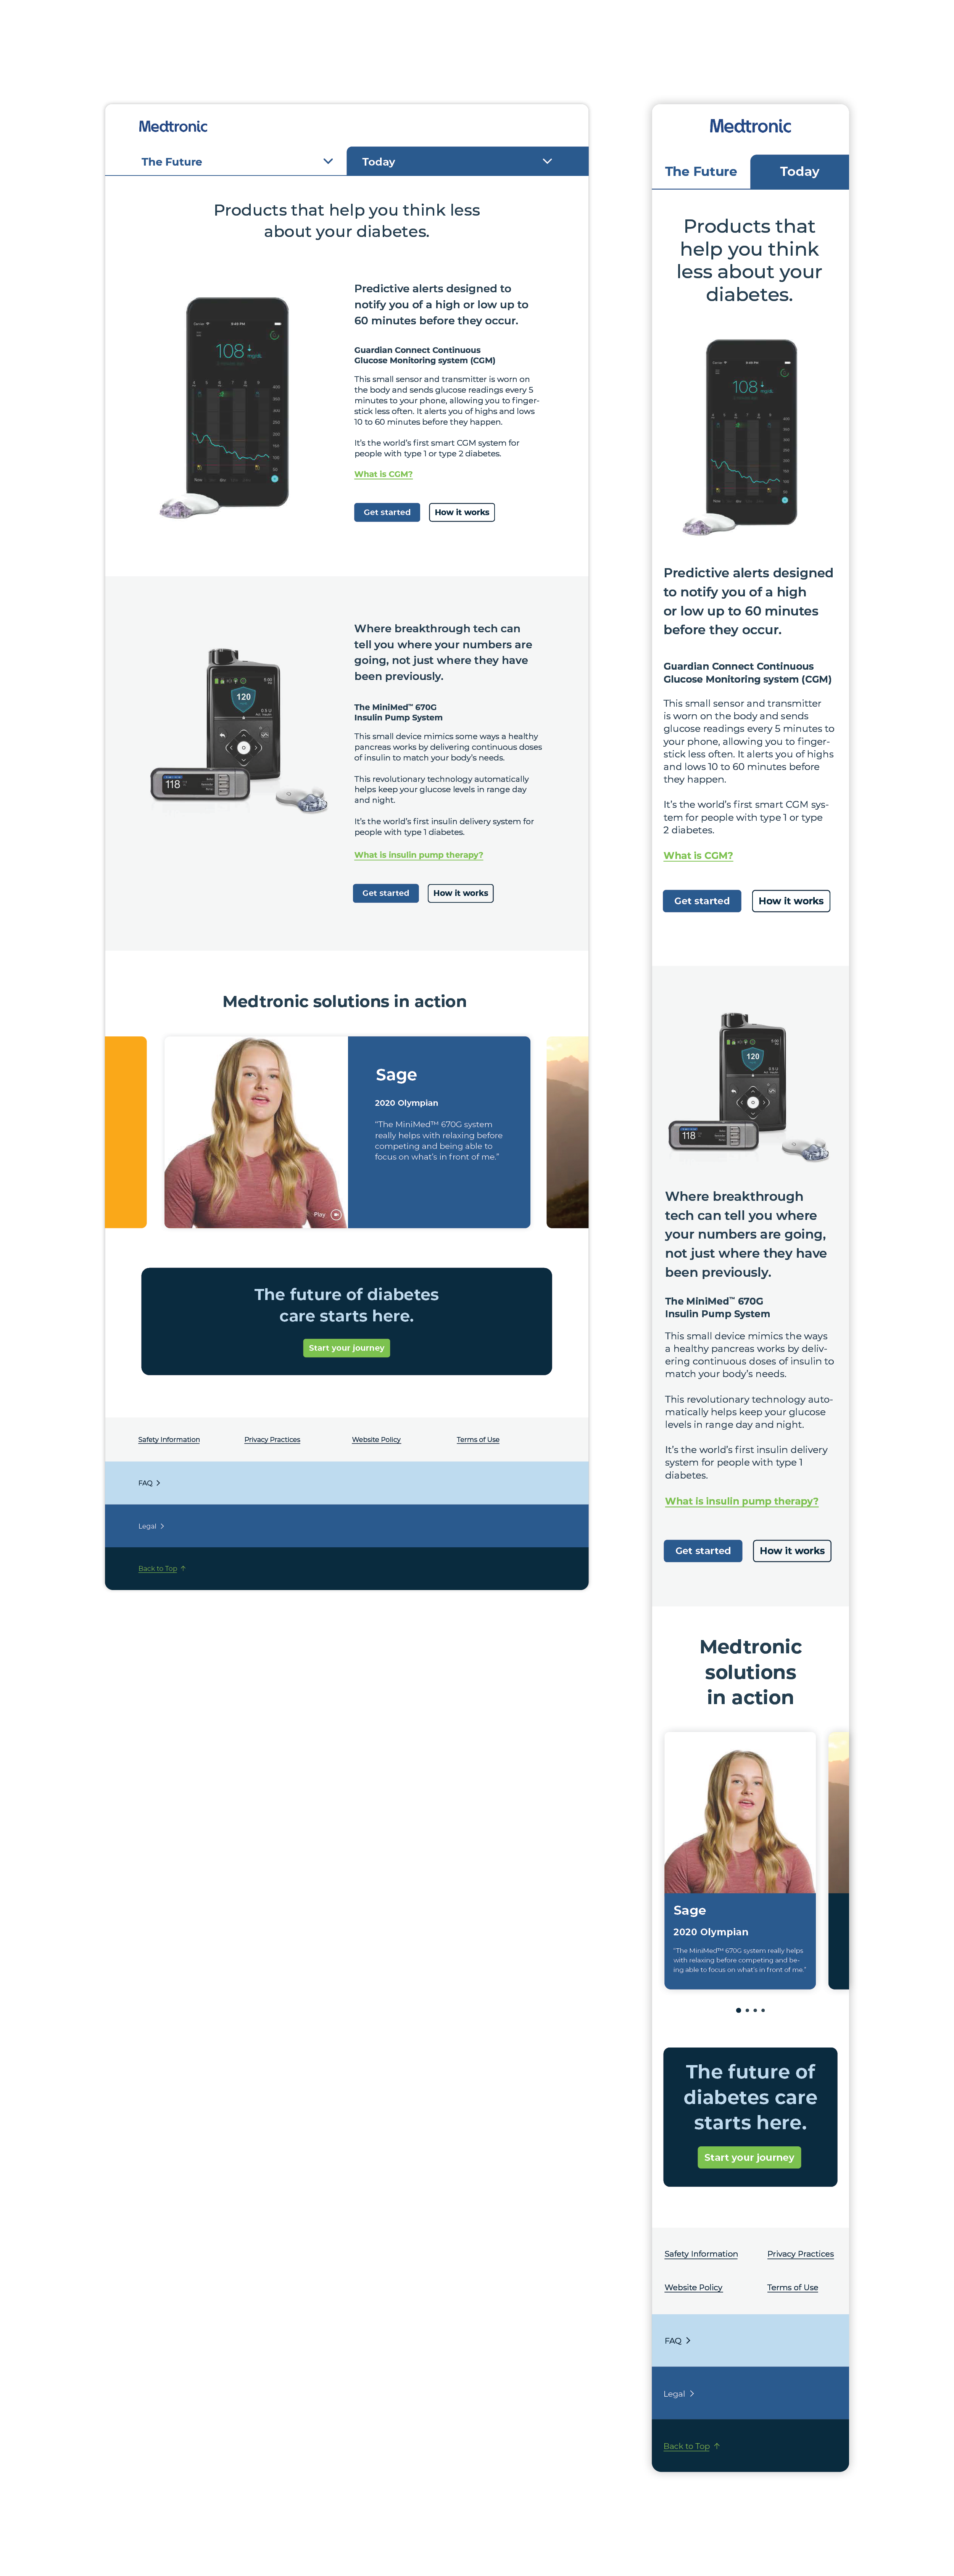 Medtronic
The Future
Today
Products that help you think less
about your diabetes.
108
Predictive alerts designed to
notify you of a high or low up to
60 minutes before they occur.
Guardian Connect Continuous
Glucose Monitoring system (CGM)
This small sensor and transmitter is worn on
the body and sends glucose readings every 5
minutes to your phone, allowing you to finger-
stick less often. It alerts you of highs and lows
10 to 60 minutes before they happen.
It's the world's first smart CGM system for
people with type 1 or type 2 diabetes.
What is CGM?
Get started
How it works
120
118
Where breakthrough tech can
tell you where your numbers are
going, not just where they have
been previously.
The MiniMed™ 670G
Insulin Pump System
This small device mimics some ways a healthy
pancreas works by delivering continuous doses
of insulin to match your body's needs.
This revolutionary technology automatically
helps keep your glucose levels in range day
and night.
It's the world's first insulin delivery system for
people with type 1 diabetes.
What is insulin pump therapy?
Get started
How it works
Medtronic solutions in action
Play
Sage
2020 Olympian
“The MiniMed™ 670G system
really helps with relaxing before
competing and being able to
focus on what's in front of me.”
The future of diabetes
care starts here.
Start your journey
Safety Information
Privacy Practices
Website Policy
Terms of Use
FAQ
Legal
Back to Top
Medtronic
The Future
Today
Products that
help you think
less about your
diabetes.
108
Predictive alerts designed
to notify you of a high
or low up to 60 minutes
before they occur.
Guardian Connect Continuous
Glucose Monitoring system (CGM)
This small sensor and transmitter
is worn on the body and sends
glucose readings every 5 minutes to
your phone, allowing you to finger-
stick less often. It alerts you of highs
and lows 10 to 60 minutes before
they happen.
It's the world's first smart CGM sys-
tem for people with type 1 or type
2 diabetes.
What is CGM?
Get started
How it works
120
118
Where breakthrough
tech can tell you where
your numbers are going,
not just where they have
been previously.
The MiniMed™ 670G
Insulin Pump System
This small device mimics the ways
a healthy pancreas works by deliv-
ering continuous doses of insulin to
match your body's needs.
This revolutionary technology auto-
matically helps keep your glucose
levels in range day and night.
It's the world's first insulin delivery
system for people with type 1
diabetes.
What is insulin pump therapy?
Get started
How it works
Medtronic
solutions
in action
Sage
2020 Olympian
“The MiniMed™ 670G system really helps
with relaxing before competing and be-
ing able to focus on what's in front of me.”
The future of
diabetes care
starts here.
Start your journey
Safety Information
Privacy Practices
Website Policy
Terms of Use
FAQ
Legal
Back to Top